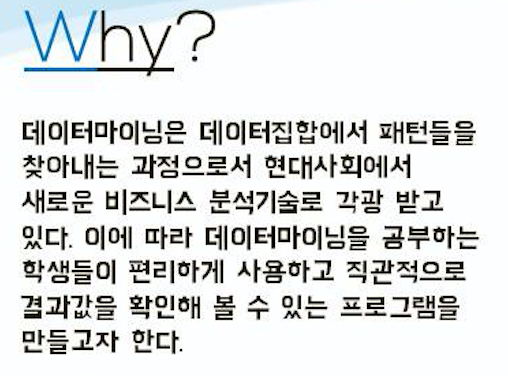 Why?
데이터마이닝은 데이터집합에서 패턴들을
찾아내는 과정으로서 현대사회에서
새로운 비즈니스 분석기술로 각광 받고
있다. 이에 따라 데이터마이닝을 공부하는
학생들이 편리하게 사용하고 직관적으로
결과값을 확인해 볼 수 있는 프로그램을
만들고자 한다.